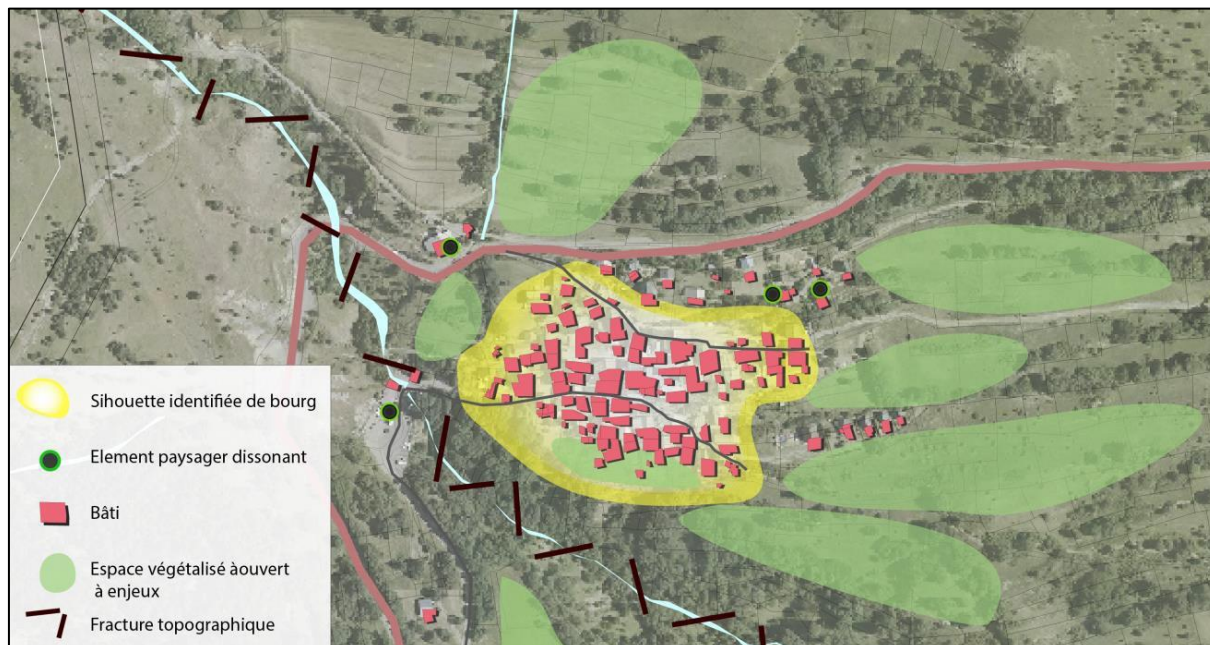 Sihouette identifiée de bourg
Element paysager dissonant
Bâti
Espace végétalisé àouvert
à enjeux
Fracture topographique